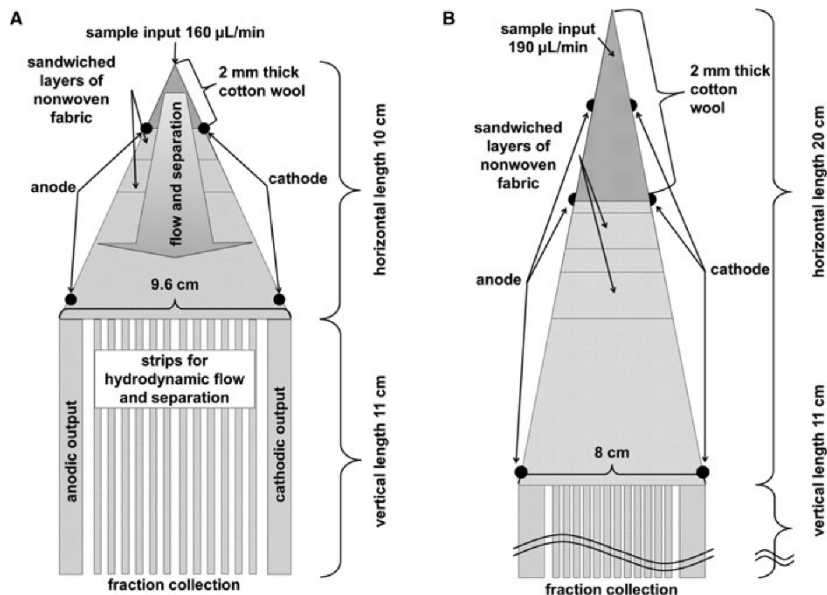 A
sample input 160 µL/min
sandwiched
layers of
nonwoven
fabric
2 mm thick
cotton wool
flow and separation
anode
cathode
horizontal length 10 cm
9.6 cm
strips for
hydrodynamic flow
and separation
anodic output
cathodic output
vertical length 11 cm
fraction collection
B
sample input
190 µL/min
2 mm thick
cotton wool
sandwiched
layers of
nonwoven
fabric
horizontal length 20 cm
anode
cathode
8 cm
vertical length 11 cm
fraction collection